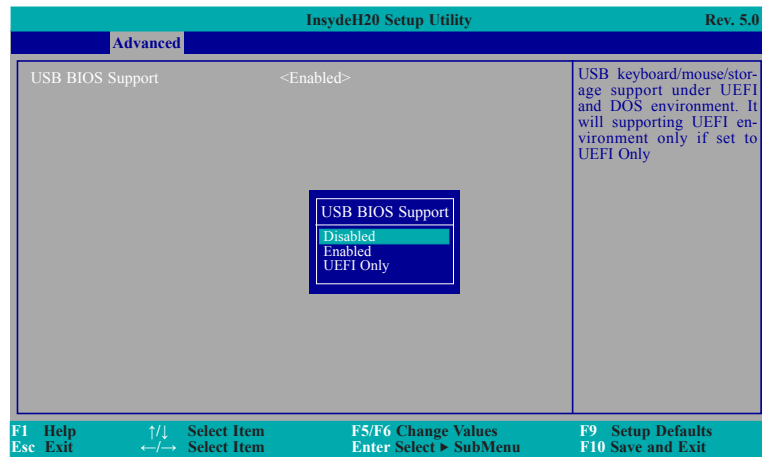 InsydeH20 Setup Utility Rev. 5.0
Advanced
USB BIOS Support <Enabled>
USB keyboard/mouse/stor-
age support under UEFI
and DOS environment. It
will supporting UEFI en-
vironment only if set to
UEFI Only
USB BIOS Support
Disabled
Enabled
UEFI Only
F1 Help ↑/↓ Select Item F5/F6 Change Values F9 Setup Defaults
Esc Exit ←/→ Select Item Enter Select ► SubMenu F10 Save and Exit